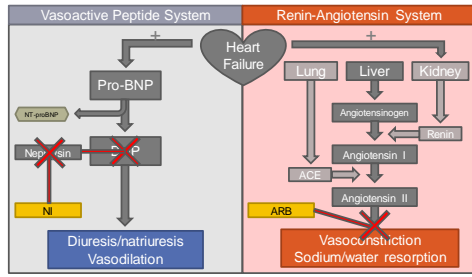 Vasoactive Peptide System
Renin-Angiotensin System
+
+
Heart
Failure
Lung
Liver
Kidney
Pro-BNP
NT-proBNP
Angiotensinogen
Renin
Angiotensin I
ACE
Angiotensin II
NI
ARB
Diuresis/natriuresis
Vasodilation
Vasoconstriction
Sodium/water resorption